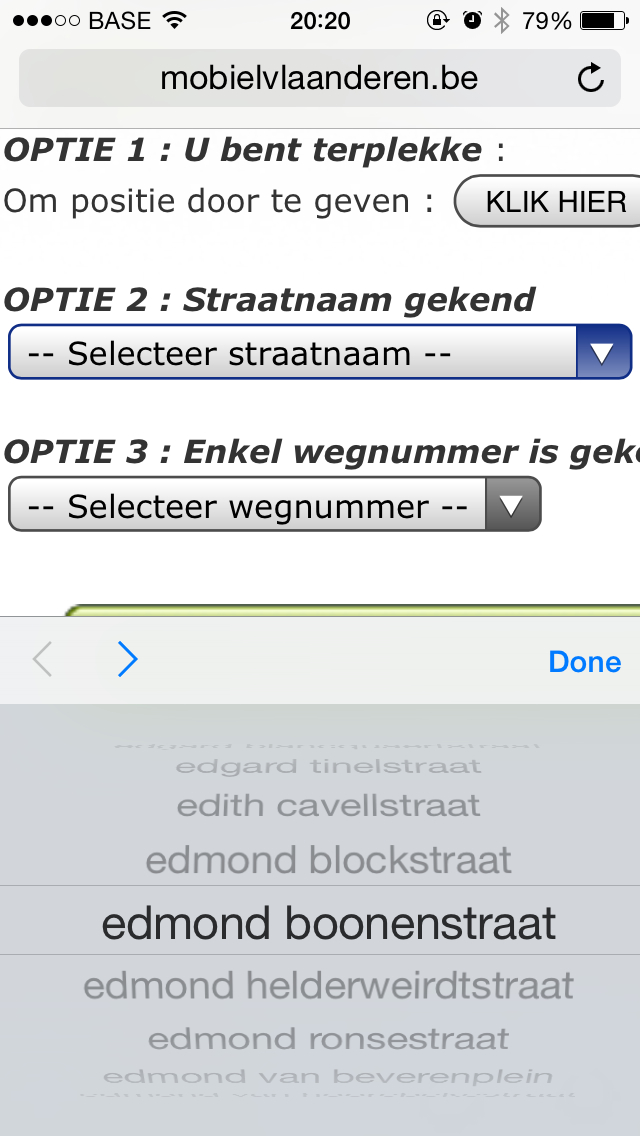 BASE 20:20 79%
mobielvlaanderen.be
OPTIE 1 : U bent terplekke :
Om positie door te geven : KLIK HIER
OPTIE 2 : Straatnaam gekend
-- Selecteer straatnaam --
OPTIE 3 : Enkel wegnummer is gek
-- Selecteer wegnummer --
Done
edgard tinelstraat
edith cavellstraat
edmond blockstraat
edmond boonenstraat
edmond helderweirdtstraat
edmond ronsestraat
edmond van beverenplein